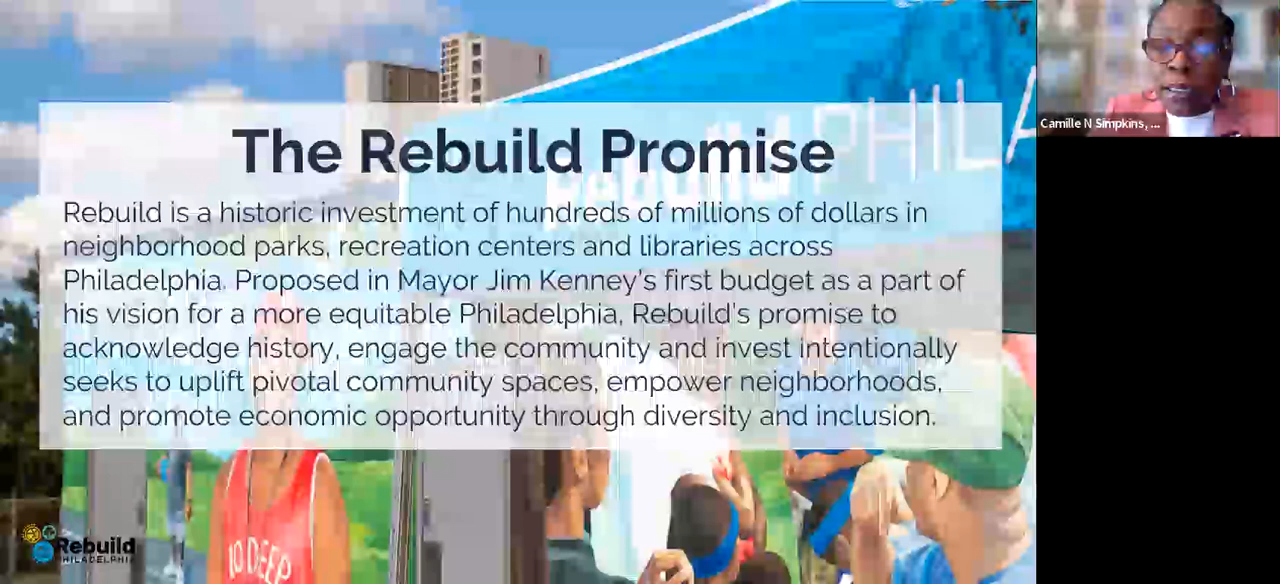 The Rebuild Promise
Rebuild is a historic investment of hundreds of millions of dollars in
neighborhood parks, recreation centers and libraries across
Philadelphia. Proposed in Mayor Jim Kenney's first budget as a part of
his vision for a more equitable Philadelphia, Rebuild's promise to
acknowledge history, engage the community and invest intentionally
seeks to uplift pivotal community spaces, empower neighborhoods,
and promote economic opportunity through diversity and inclusion.
PHILA
Camille N Simpkins, ...
10 DEEP
Rebuild
PHILADELPHIA